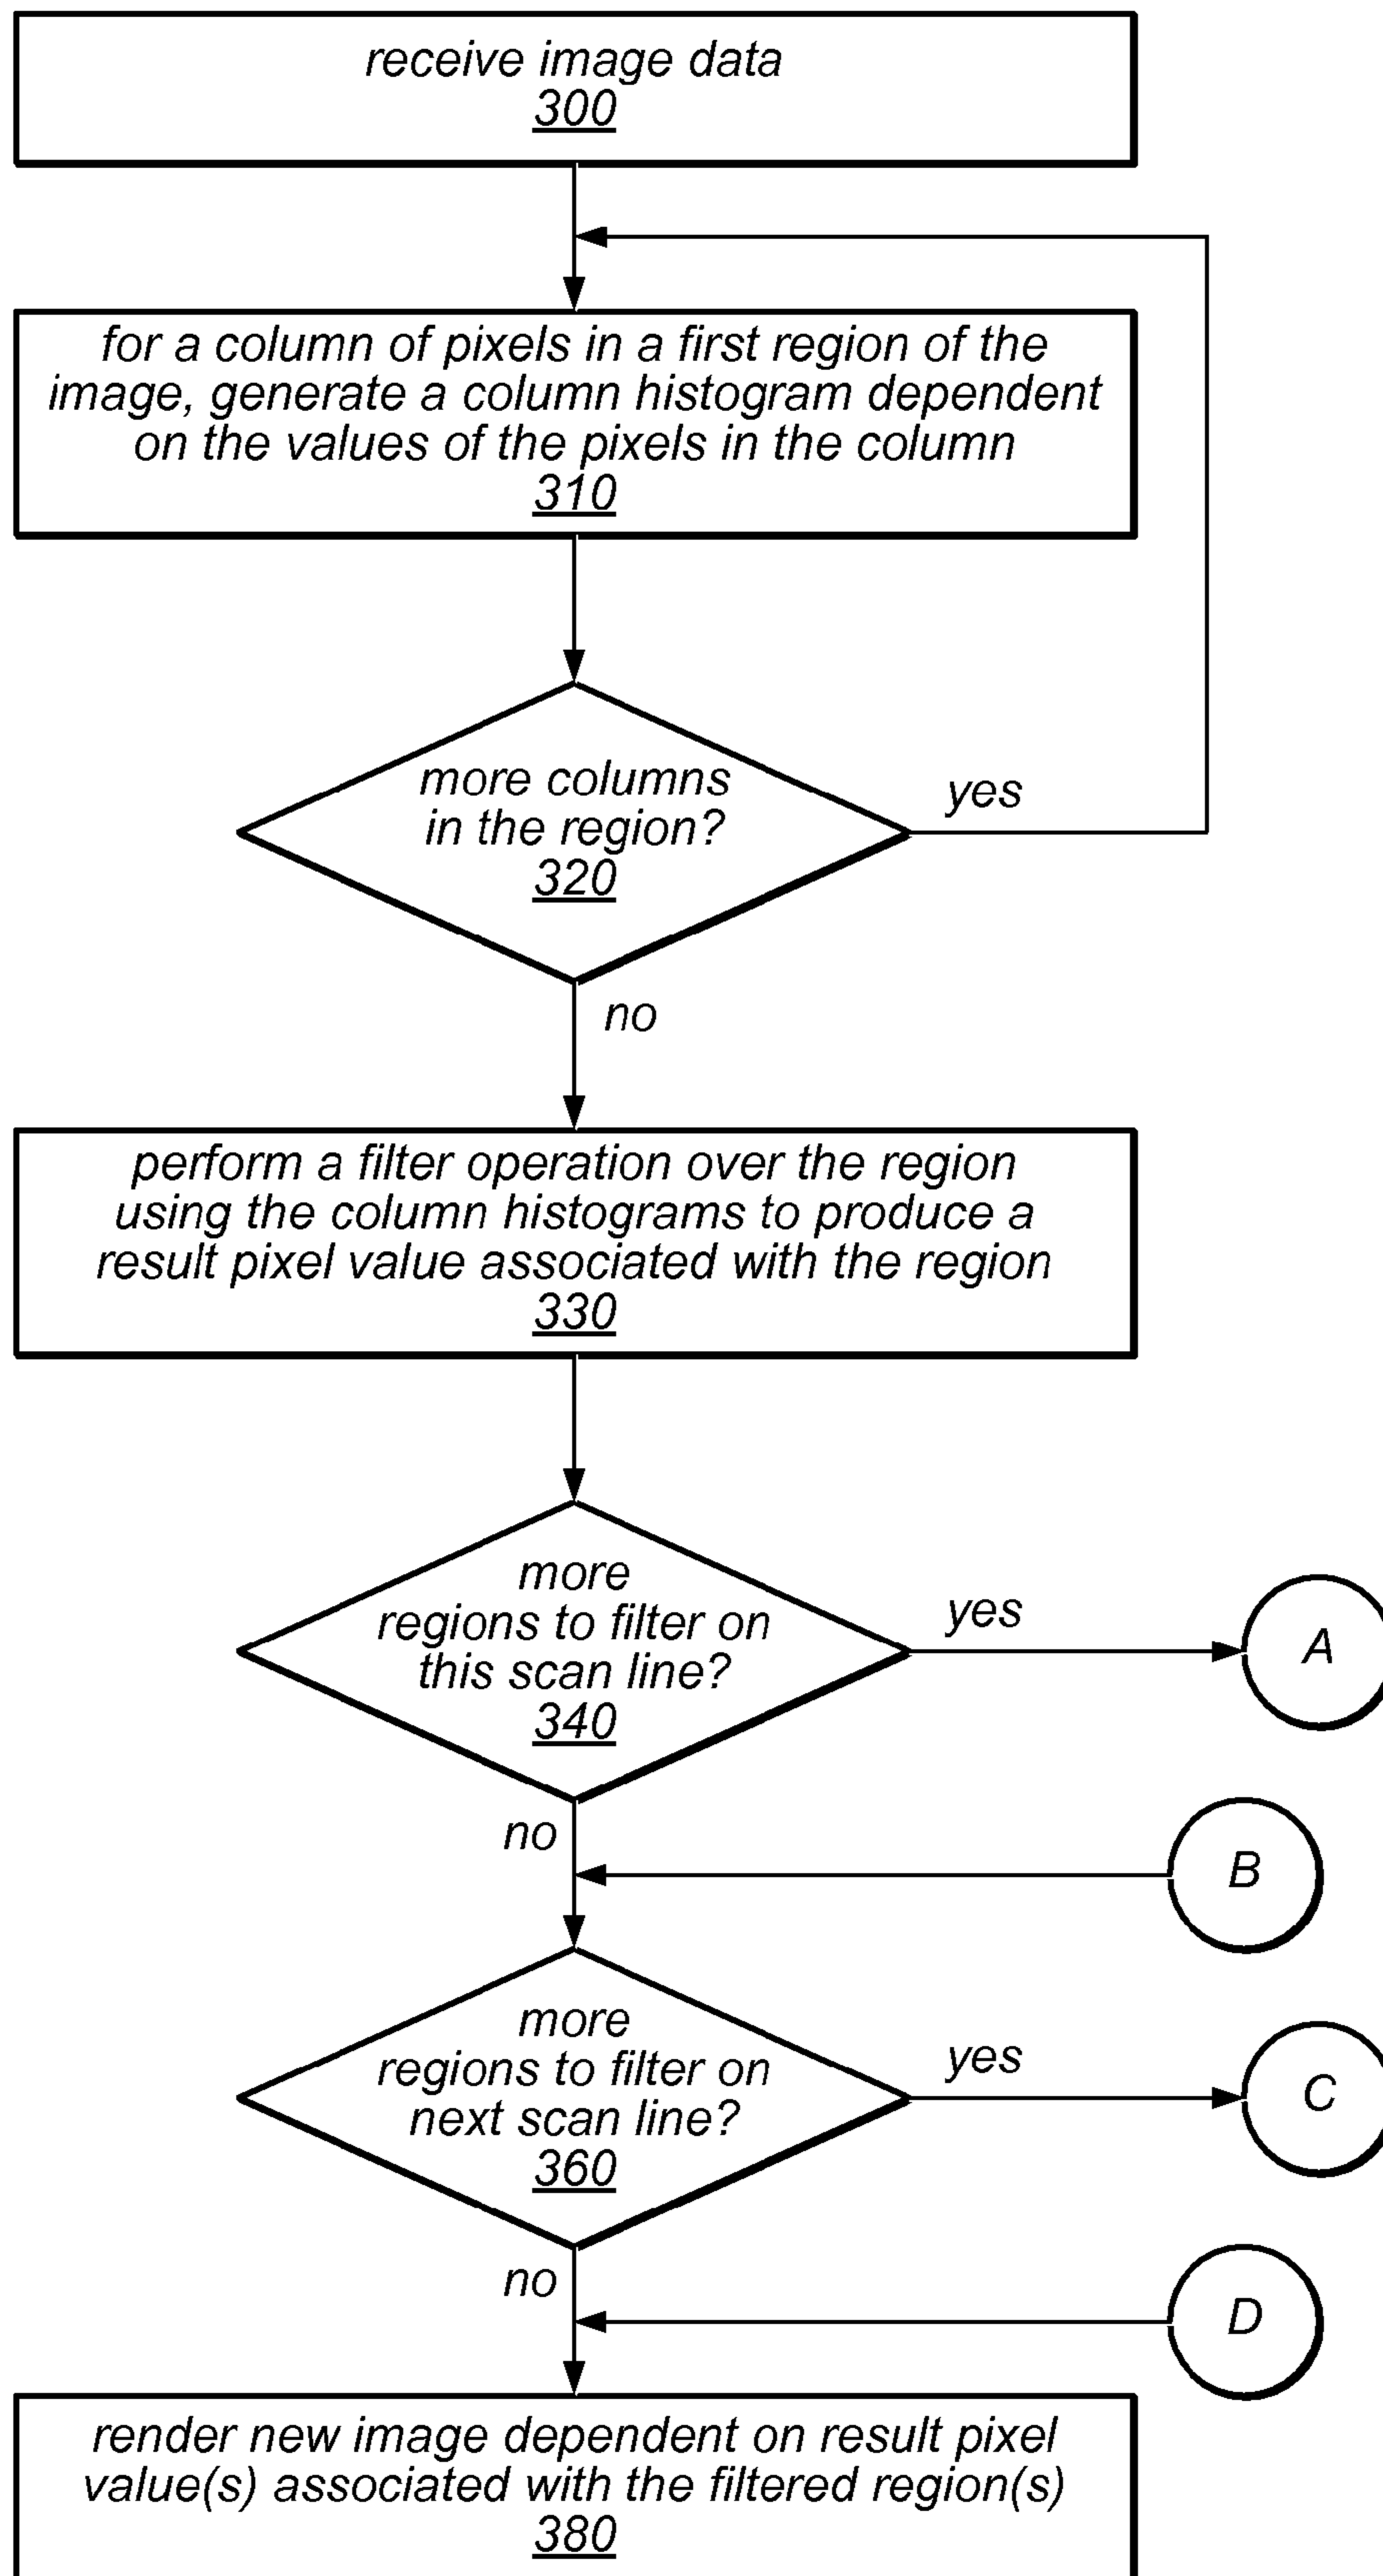 receive image data
300
for a column of pixels in a first region of the
image, generate a column histogram dependent
on the values of the pixels in the column
310
more columns
in the region?
320
yes
no
perform a filter operation over the region
using the column histograms to produce a
result pixel value associated with the region
330
more
regions to filter on
this scan line?
340
yes
A
no
B
more
regions to filter on
next scan line?
360
yes
C
no
D
render new image dependent on result pixel
value(s) associated with the filtered region(s)
380